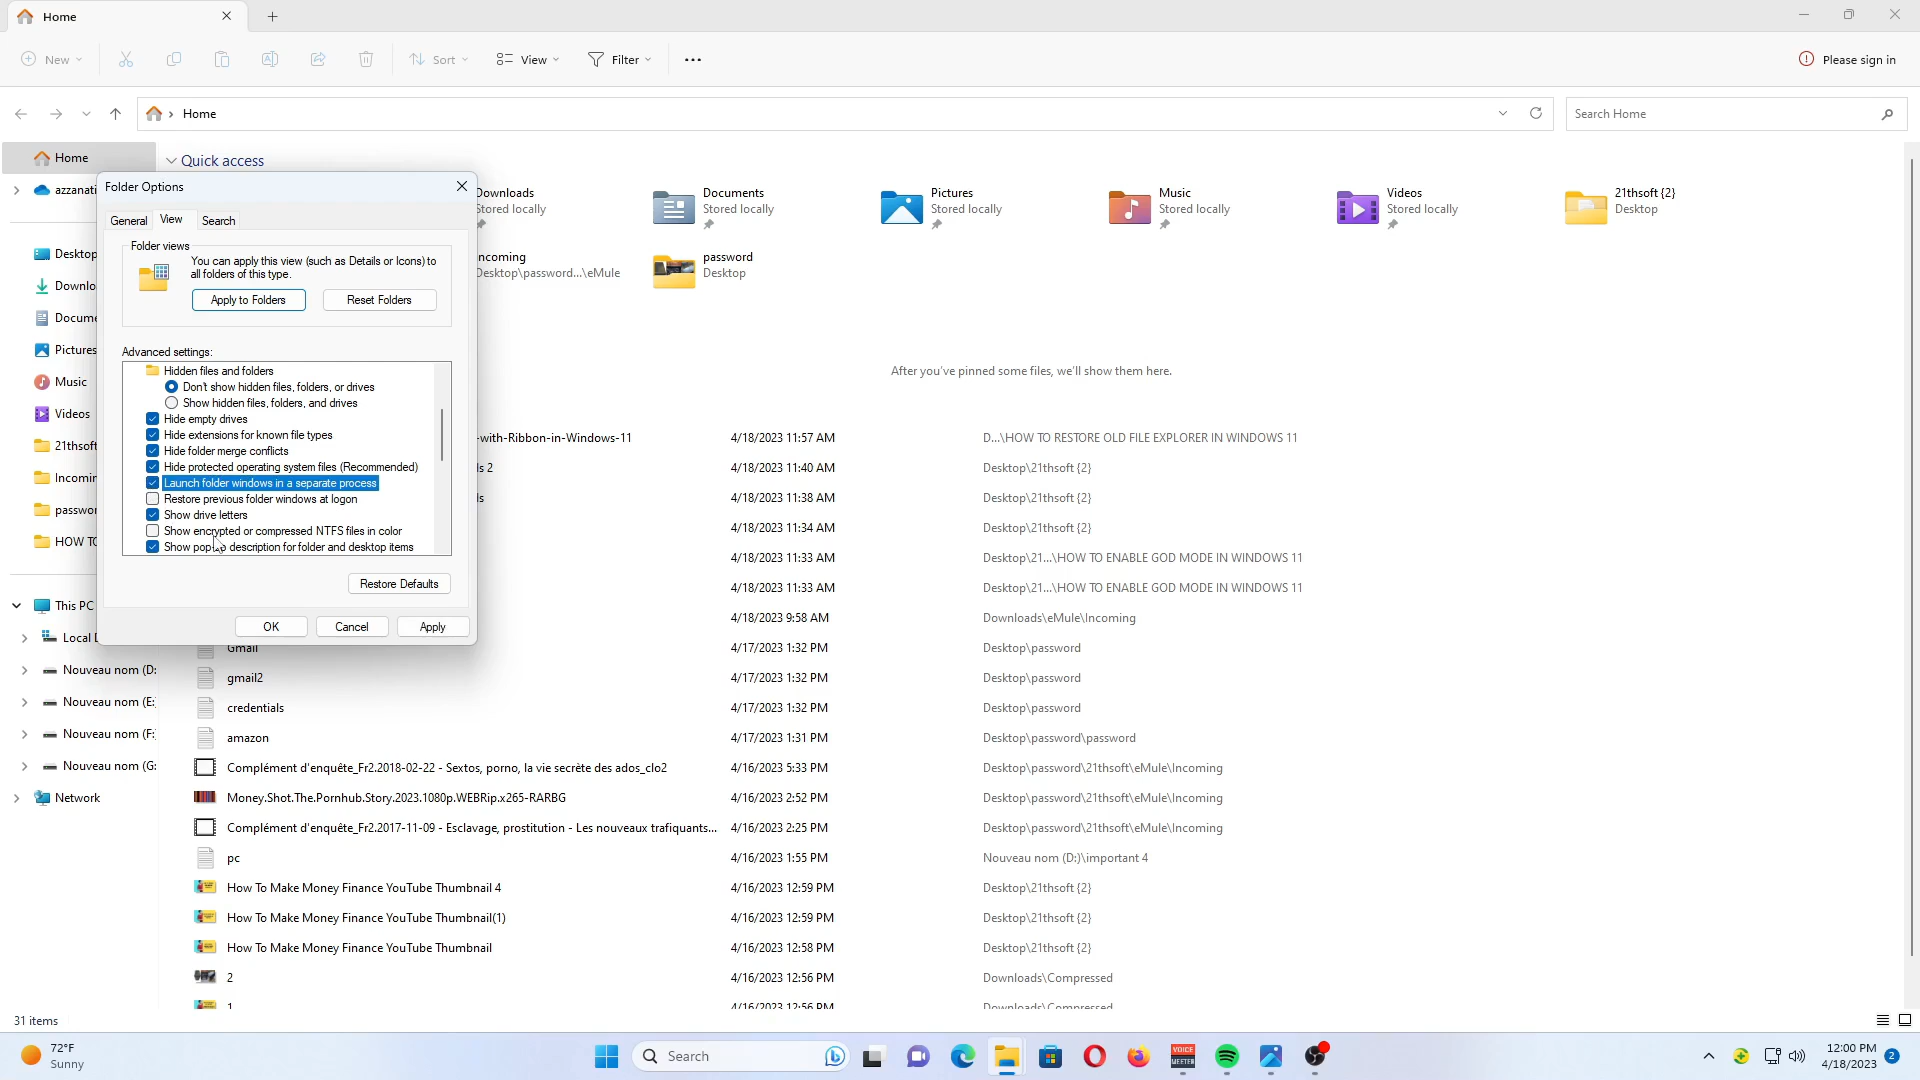 Home
New
Sort
View
Filter
Please sign in
Home
Search Home
Home
azzanati
Desktop
Downlo
Docume
Pictures
Music
Videos
21thsoft
Incomin
passwor
HOW TO
This PC
Local D
Nouveau nom (D:
Nouveau nom (E:
Nouveau nom (F:
Nouveau nom (G:
Network
Quick access
Downloads
Stored locally
Documents
Stored locally
Pictures
Stored locally
Music
Stored locally
Videos
Stored locally
21thsoft {2}
Desktop
ncoming
Desktop\password...\eMule
password
Desktop
After you've pinned some files, we'll show them here.
Folder Options
General
View
Search
Folder views
You can apply this view (such as Details or Icons) to
all folders of this type.
Apply to Folders
Reset Folders
Advanced settings:
Hidden files and folders
Don't show hidden files, folders, or drives
Show hidden files, folders, and drives
Hide empty drives
Hide extensions for known file types
Hide folder merge conflicts
Hide protected operating system files (Recommended)
Launch folder windows in a separate process
Restore previous folder windows at logon
Show drive letters
Show encrypted or compressed NTFS files in color
Show pop-up description for folder and desktop items
Restore Defaults
OK
Cancel
Apply
-with-Ribbon-in-Windows-11 4/18/2023 11:57 AM D...\HOW TO RESTORE OLD FILE EXPLORER IN WINDOWS 11
ls 2 4/18/2023 11:40 AM Desktop\21thsoft {2}
ls 4/18/2023 11:38 AM Desktop\21thsoft {2}
4/18/2023 11:34 AM Desktop\21thsoft {2}
4/18/2023 11:33 AM Desktop\21...\HOW TO ENABLE GOD MODE IN WINDOWS 11
4/18/2023 11:33 AM Desktop\21...\HOW TO ENABLE GOD MODE IN WINDOWS 11
4/18/2023 9:58 AM Downloads\eMule\Incoming
Gmail 4/17/2023 1:32 PM Desktop\password
gmail2 4/17/2023 1:32 PM Desktop\password
credentials 4/17/2023 1:32 PM Desktop\password
amazon 4/17/2023 1:31 PM Desktop\password\password
Complément d'enquête_Fr2.2018-02-22 - Sextos, porno, la vie secrète des ados_clo2 4/16/2023 5:33 PM Desktop\password\21thsoft\eMule\Incoming
Money.Shot.The.Pornhub.Story.2023.1080p.WEBRip.x265-RARBG 4/16/2023 2:52 PM Desktop\password\21thsoft\eMule\Incoming
Complément d'enquête_Fr2.2017-11-09 - Esclavage, prostitution - Les nouveaux trafiquants... 4/16/2023 2:25 PM Desktop\password\21thsoft\eMule\Incoming
pc 4/16/2023 1:55 PM Nouveau nom (D:)\important 4
How To Make Money Finance YouTube Thumbnail 4 4/16/2023 12:59 PM Desktop\21thsoft {2}
How To Make Money Finance YouTube Thumbnail(1) 4/16/2023 12:59 PM Desktop\21thsoft {2}
How To Make Money Finance YouTube Thumbnail 4/16/2023 12:58 PM Desktop\21thsoft {2}
2 4/16/2023 12:56 PM Downloads\Compressed
1 4/16/2023 12:56 PM Downloads\Compressed
31 items
72°F
Sunny
Search
VOICE
MEETER
12:00 PM
4/18/2023
2